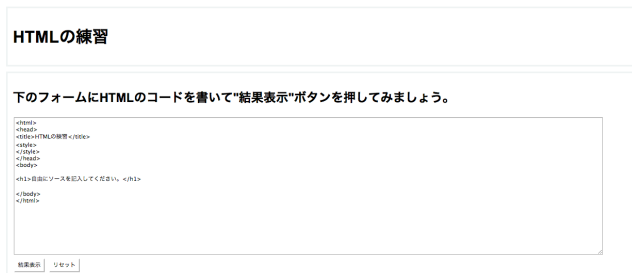 HTMLの練習
下のフォームにHTMLのコードを書いて"結果表示"ボタンを押してみましょう。
<html>
<head>
<title>HTMLの練習</title>
<style>
</style>
</head>
<body>
<h1>自由にソースを記入してください。</h1>
</body>
</html>
結果表示 リセット